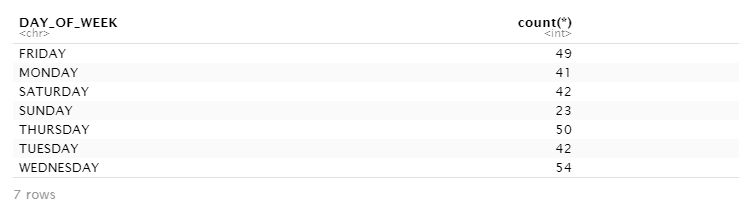 DAY_OF_WEEK count(*)
<chr> <int>
FRIDAY 49
MONDAY 41
SATURDAY 42
SUNDAY 23
THURSDAY 50
TUESDAY 42
WEDNESDAY 54
7 rows